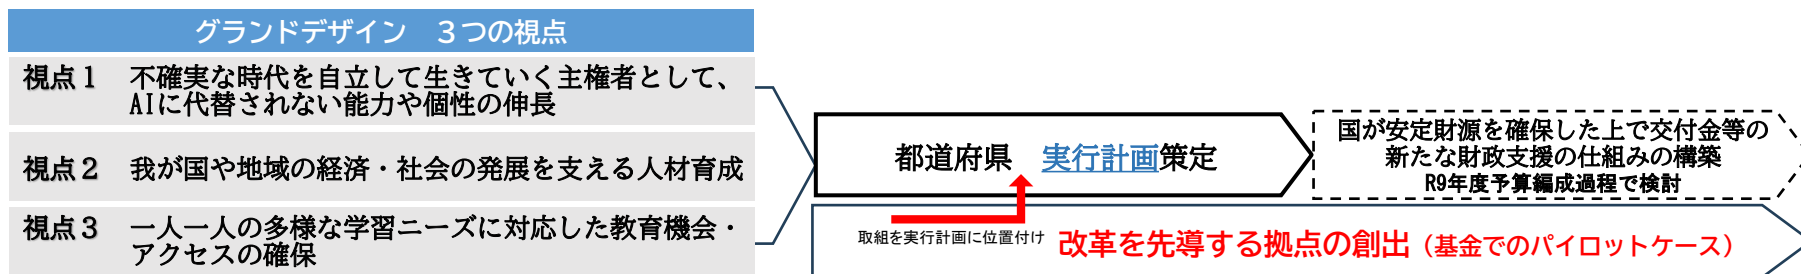 グランドデザイン　３つの視点
視点１　不確実な時代を自立して生きていく主権者として、
AIに代替されない能力や個性の伸長
視点２　我が国や地域の経済・社会の発展を支える人材育成
視点３　一人一人の多様な学習ニーズに対応した教育機会・
アクセスの確保
都道府県　実行計画策定
国が安定財源を確保した上で交付金等の
新たな財政支援の仕組みの構築
R9年度予算編成過程で検討
取組を実行計画に位置付け
改革を先導する拠点の創出（基金でのパイロットケース）